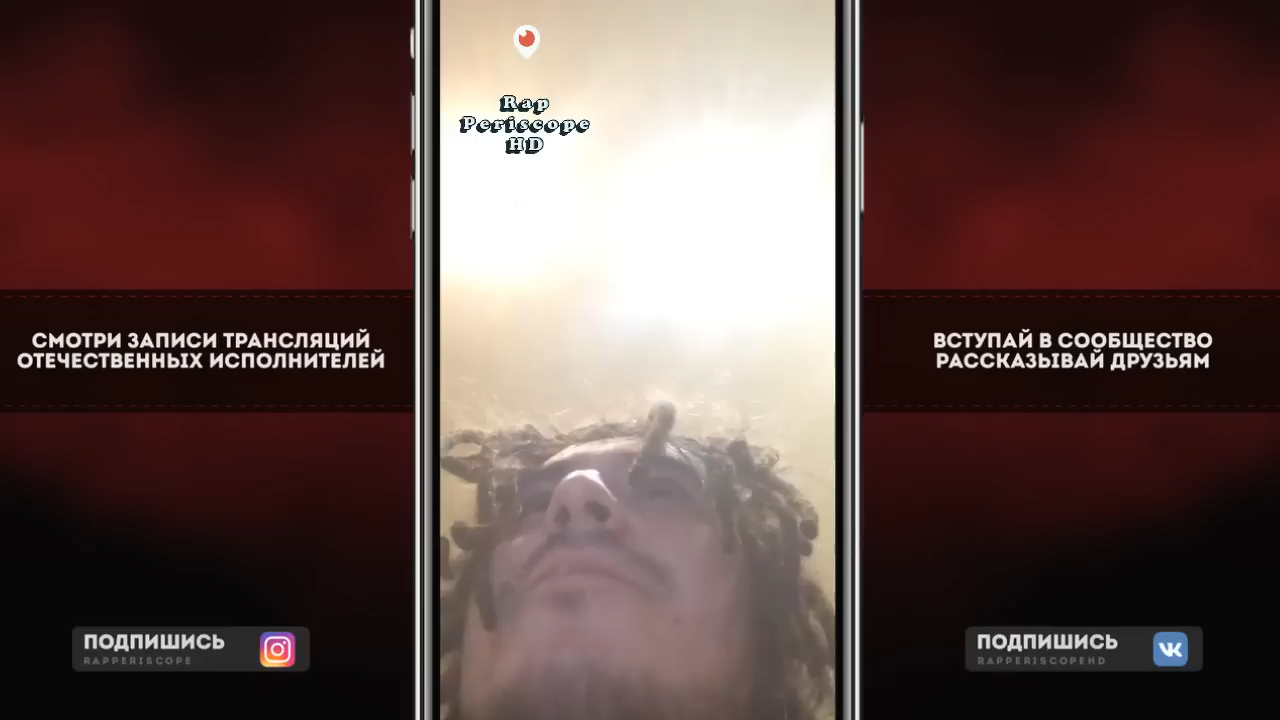 Rap
Periscope
HD
СМОТРИ ЗАПИСИ ТРАНСЛЯЦИЙ
ОТЕЧЕСТВЕННЫХ ИСПОЛНИТЕЛЕЙ
ВСТУПАЙ В СООБЩЕСТВО
РАССКАЗЫВАЙ ДРУЗЬЯМ
ПОДПИШИСЬ
RAPPERISCOPE
ПОДПИШИСЬ
RAPPERISCOPEHD